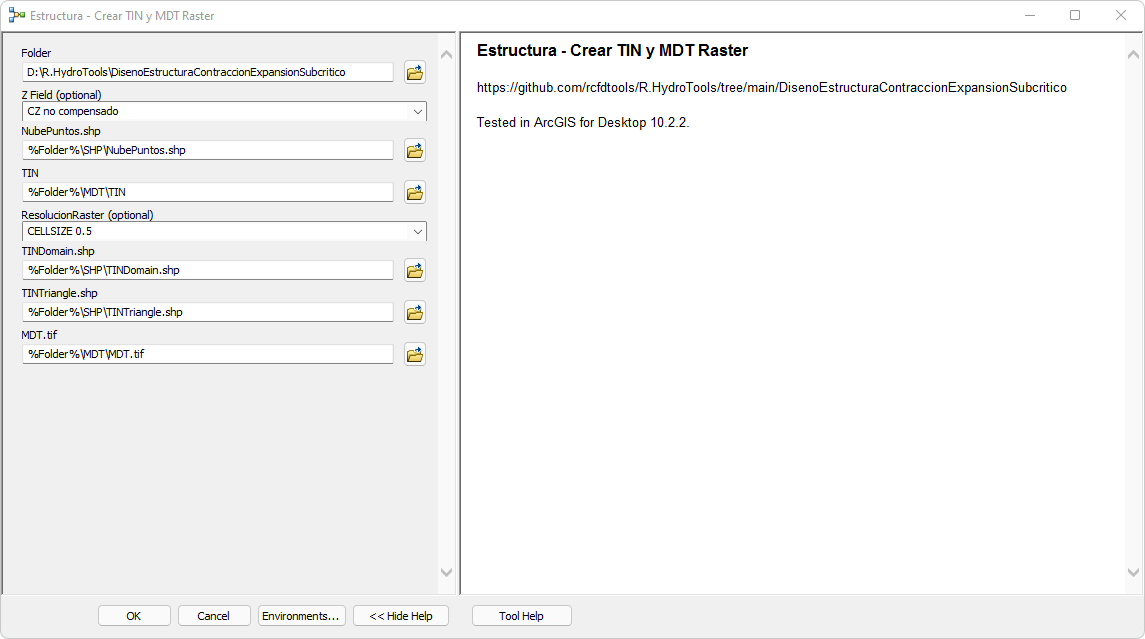 Estructura - Crear TIN y MDT Raster
Folder
D:\R.HydroTools\DisenoEstructuraContraccionExpansionSubcritico
Z Field (optional)
CZ no compensado
NubePuntos.shp
%Folder%\SHP\NubePuntos.shp
TIN
%Folder%\MDT\TIN
ResolucionRaster (optional)
CELLSIZE 0.5
TINDomain.shp
%Folder%\SHP\TINDomain.shp
TINTriangle.shp
%Folder%\SHP\TINTriangle.shp
MDT.tif
%Folder%\MDT\MDT.tif
Estructura - Crear TIN y MDT Raster
https://github.com/rcfdtools/R.HydroTools/tree/main/DisenoEstructuraContraccionExpansionSubcritico
Tested in ArcGIS for Desktop 10.2.2.
OK Cancel Environments... << Hide Help Tool Help